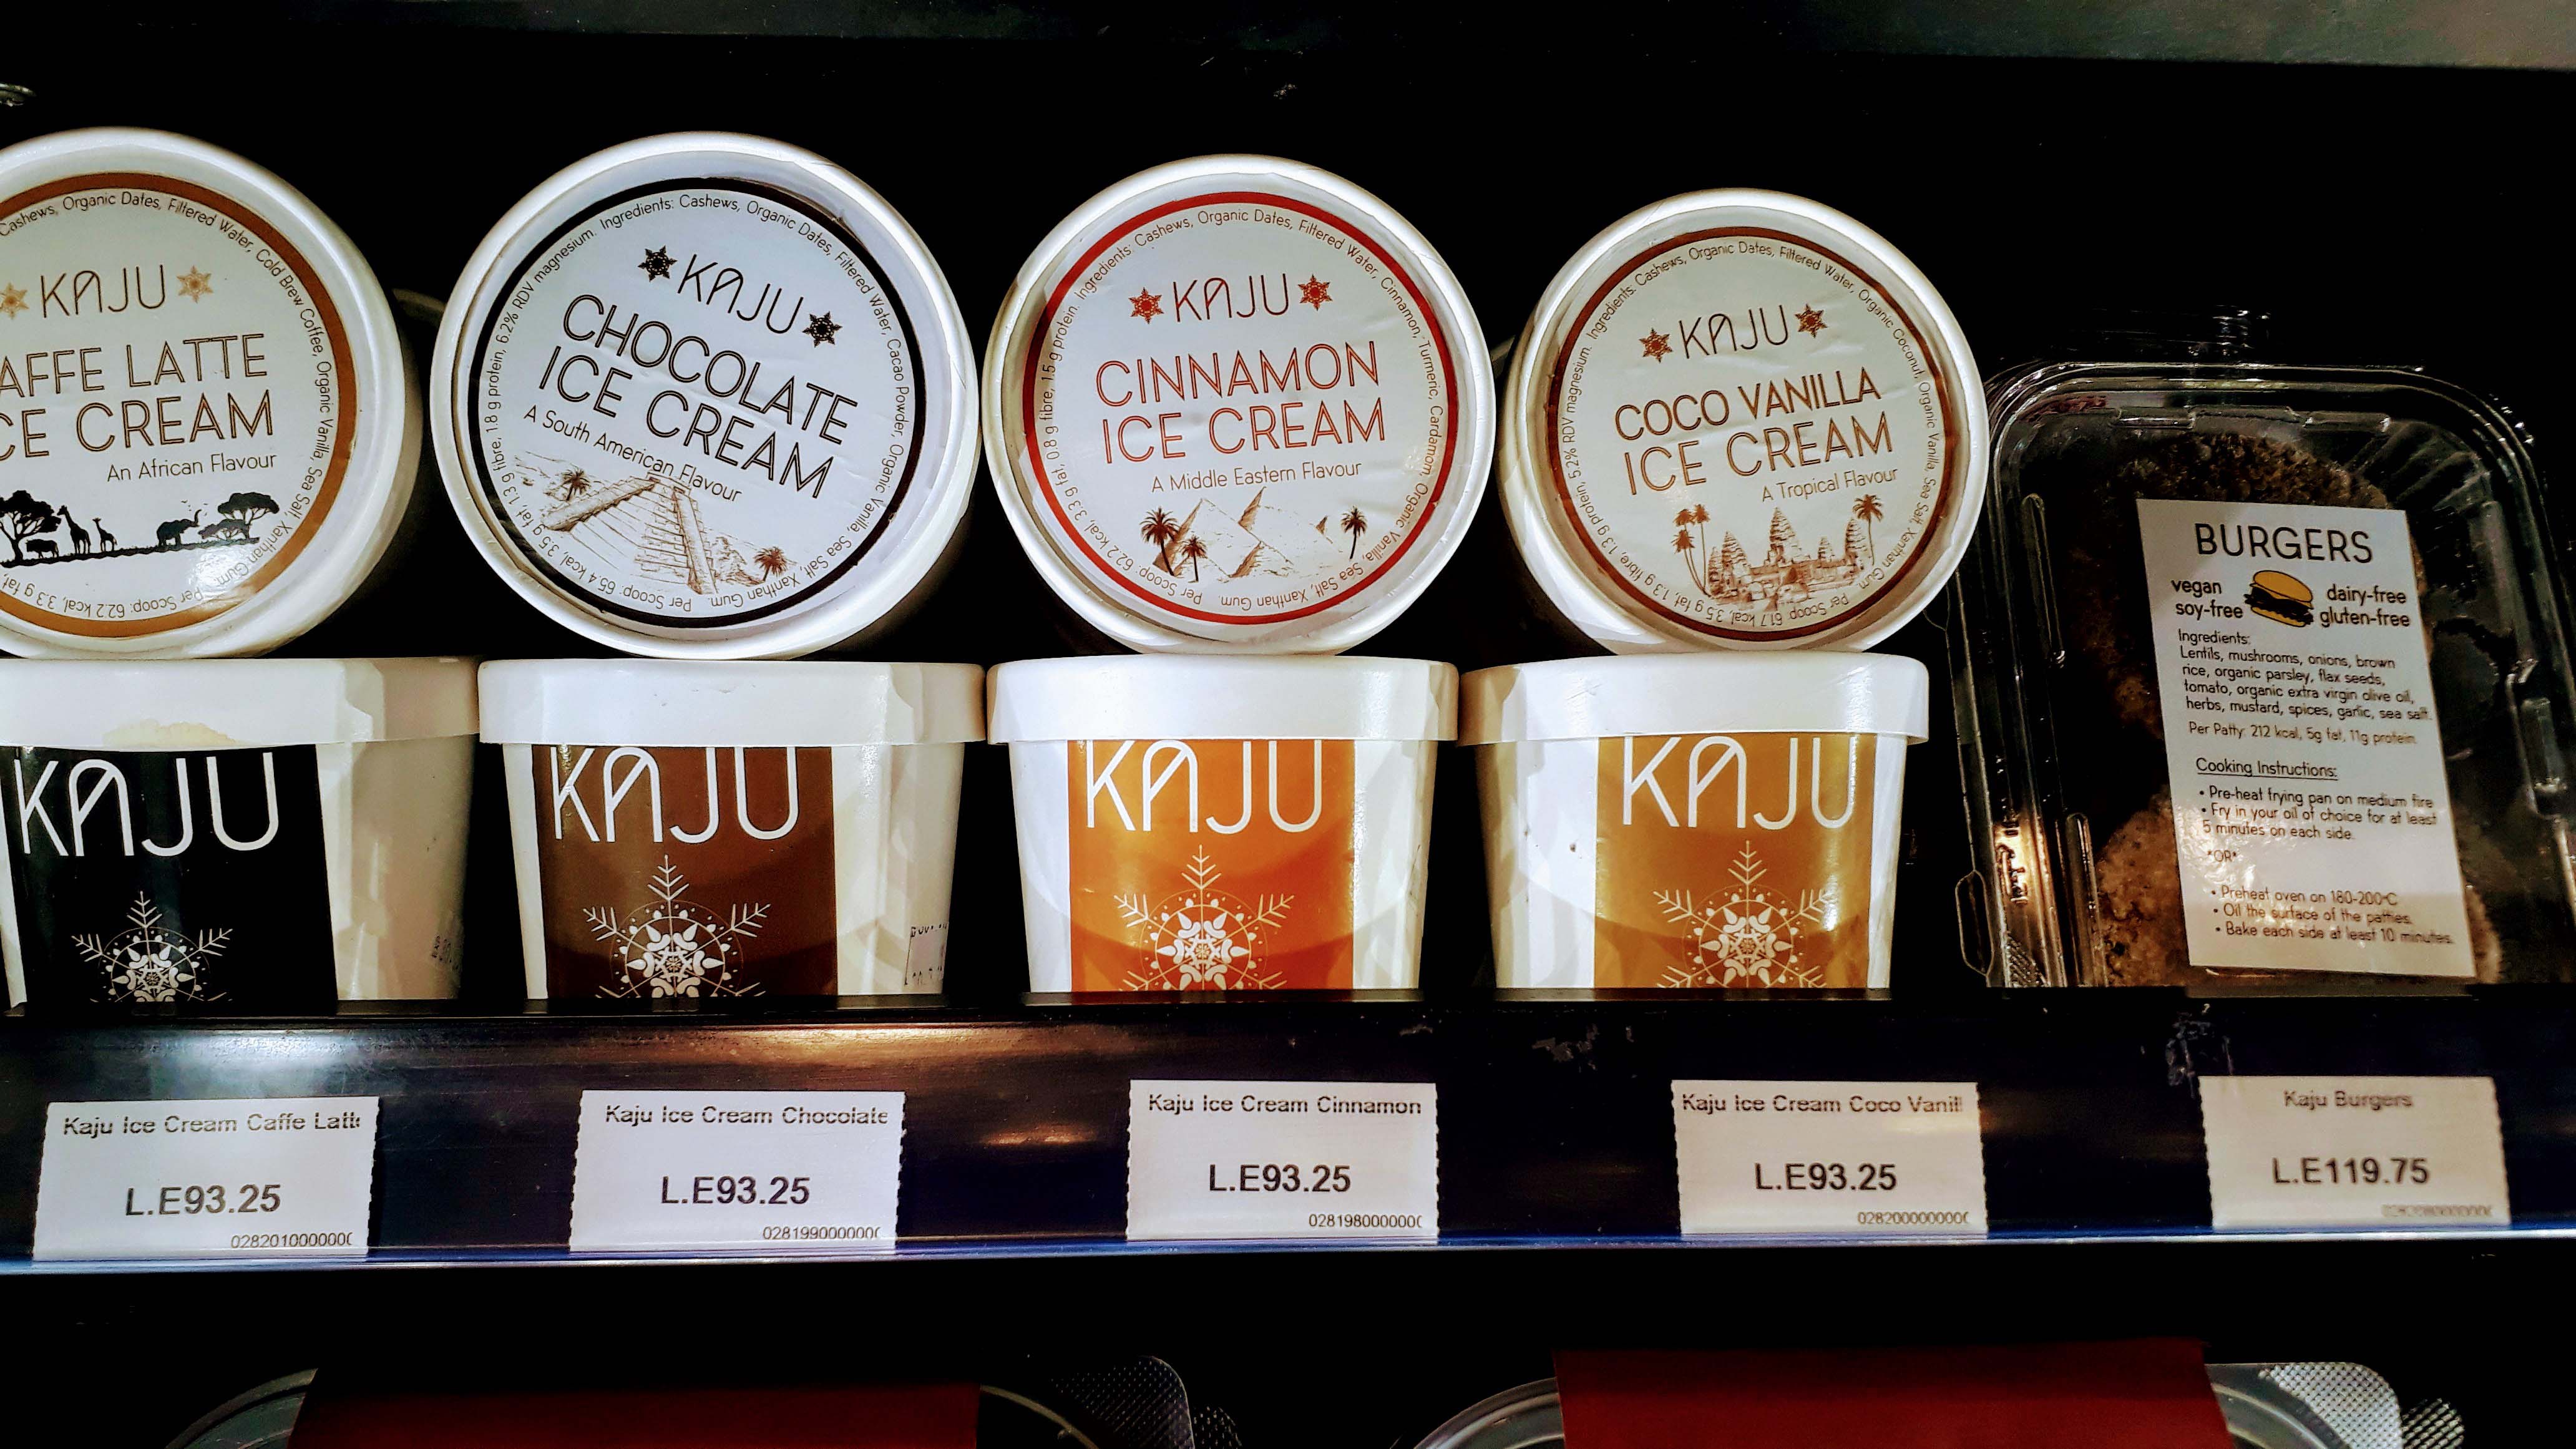 Cashews, Organic Dates, Filtered Water, Cold Brew Coffee, Organic Vanilla, Sea Salt, Xanthan Gum.
Per Scoop: 62.2 kcal, 3.3 g fat,
KAJU
AFFE LATTE
CE CREAM
An African Flavour
Ingredients: Cashews, Organic Dates, Filtered Water, Cacao Powder, Organic Vanilla, Sea Salt, Xanthan Gum.
Per Scoop: 65.4 kcal, 3.5 g fat, 1.3 g fibre, 1.8 g protein, 6.2% RDV magnesium.
KAJU
CHOCOLATE
ICE CREAM
A South American Flavour
Ingredients: Cashews, Organic Dates, Filtered Water, Cinnamon, Turmeric, Cardamon, Organic Vanilla, Sea Salt, Xanthan Gum.
Per Scoop: 62.2 kcal, 3.3 g fat, 0.8 g fibre, 1.5 g protein.
KAJU
CINNAMON
ICE CREAM
A Middle Eastern Flavour
Ingredients: Cashews, Organic Dates, Filtered Water, Organic Coconut, Organic Vanilla, Sea Salt, Xanthan Gum.
Per Scoop: 61.7 kcal, 3.5 g fat, 1.3 g fibre, 1.3 g protein, 5.2% RDV magnesium.
KAJU
COCO VANILLA
ICE CREAM
A Tropical Flavour
BURGERS
vegan dairy-free
soy-free gluten-free
Ingredients:
Lentils, mushrooms, onions, brown
rice, organic parsley, flax seeds,
tomato, organic extra virgin olive oil,
herbs, mustard, spices, garlic, sea salt.
Per Patty: 212 kcal, 5g fat, 11g protein.
Cooking Instructions:
• Pre-heat frying pan on medium fire
• Fry in your oil of choice for at least
5 minutes on each side.
*OR*
• Preheat oven on 180-200°C
• Oil the surface of the patties.
• Bake each side at least 10 minutes.
KAJU
KAJU
KAJU
KAJU
Kaju Ice Cream Caffe Latt
L.E93.25
028201000000
Kaju Ice Cream Chocolate
L.E93.25
028199000000
Kaju Ice Cream Cinnamon
L.E93.25
028198000000
Kaju Ice Cream Coco Vanill
L.E93.25
028200000000
Kaju Burgers
L.E119.75